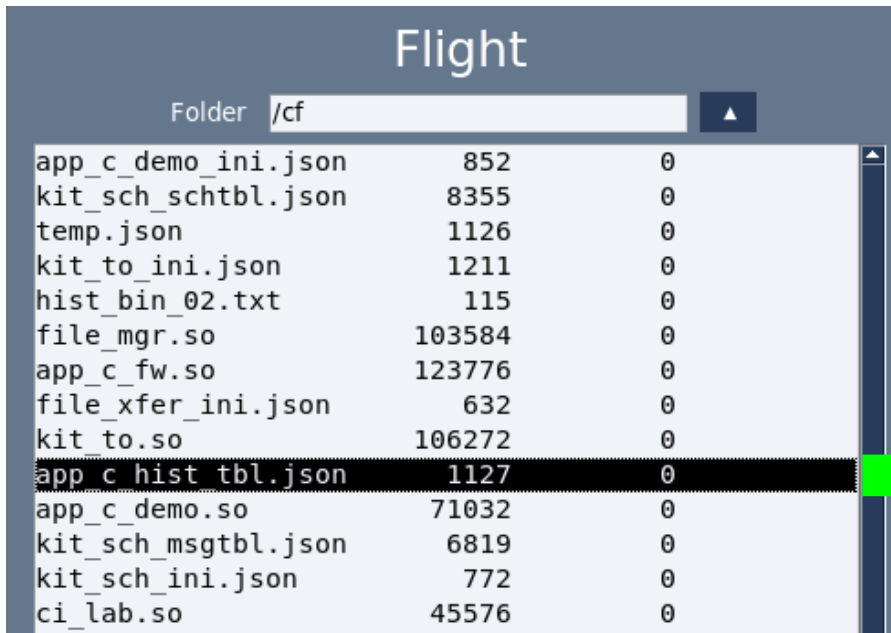 Flight
Folder /cf ▲
app_c_demo_ini.json 852 0
kit_sch_schtbl.json 8355 0
temp.json 1126 0
kit_to_ini.json 1211 0
hist_bin_02.txt 115 0
file_mgr.so 103584 0
app_c_fw.so 123776 0
file_xfer_ini.json 632 0
kit_to.so 106272 0
app_c_hist_tbl.json 1127 0
app_c_demo.so 71032 0
kit_sch_msgtbl.json 6819 0
kit_sch_ini.json 772 0
ci_lab.so 45576 0